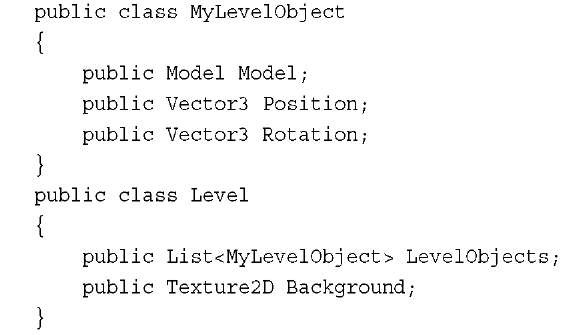 public class MyLevelObject
{
    public Model Model;
    public Vector3 Position;
    public Vector3 Rotation;
}
public class Level
{
    public List<MyLevelObject> LevelObjects;
    public Texture2D Background;
}